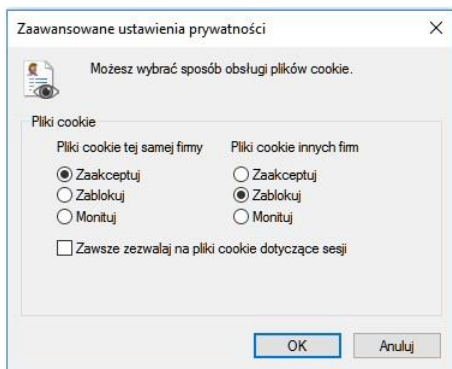 Zaawansowane ustawienia prywatności
Możesz wybrać sposób obsługi plików cookie.
Pliki cookie
Pliki cookie tej samej firmy Pliki cookie innych firm
Zaakceptuj Zaakceptuj
Zablokuj Zablokuj
Monituj Monituj
Zawsze zezwalaj na pliki cookie dotyczące sesji
OK Anuluj